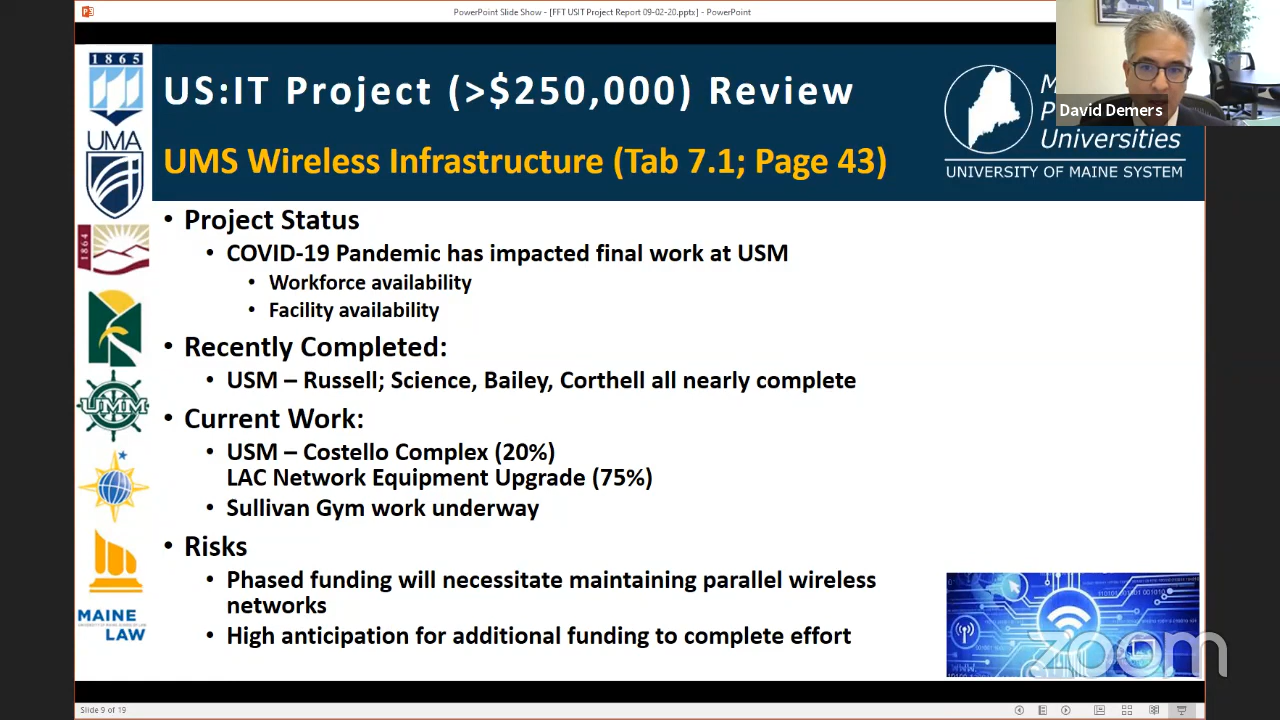 PowerPoint Slide Show - [FFT USIT Project Report 09-02-20.pptx] - PowerPoint
1865
UMA
1864
UMM
MAINE
LAW
US:IT Project (>$250,000) Review
UMS Wireless Infrastructure (Tab 7.1; Page 43)
M
P
Universities
UNIVERSITY OF MAINE SYSTEM
David Demers
• Project Status
• COVID-19 Pandemic has impacted final work at USM
• Workforce availability
• Facility availability
• Recently Completed:
• USM – Russell; Science, Bailey, Corthell all nearly complete
• Current Work:
• USM – Costello Complex (20%)
LAC Network Equipment Upgrade (75%)
• Sullivan Gym work underway
• Risks
• Phased funding will necessitate maintaining parallel wireless
networks
• High anticipation for additional funding to complete effort
zoom
Slide 9 of 19